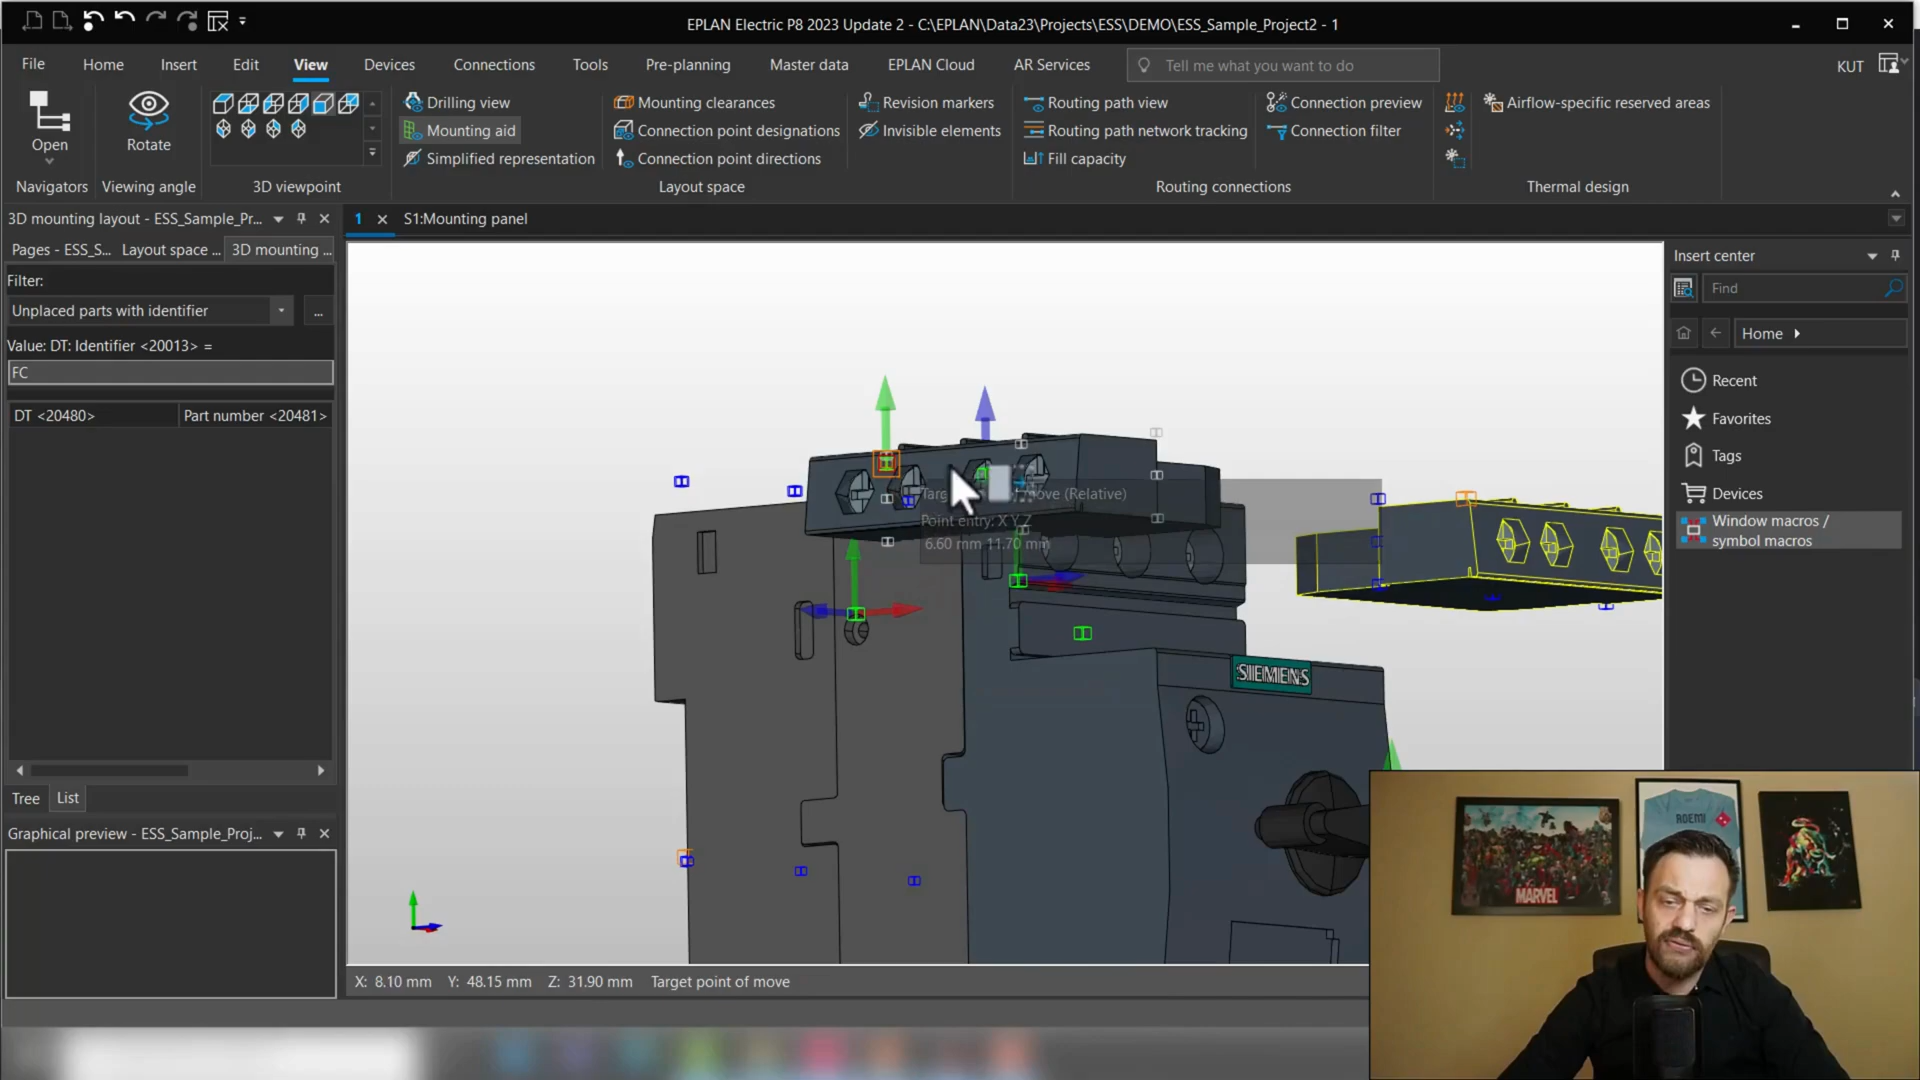 EPLAN Electric P8 2023 Update 2 - C:\EPLAN\Data23\Projects\ESS\DEMO\ESS_Sample_Project2 - 1
File Home Insert Edit View Devices Connections Tools Pre-planning Master data EPLAN Cloud AR Services Tell me what you want to do KUT
Open
Rotate
Drilling view
Mounting aid
Simplified representation
Mounting clearances
Connection point designations
Connection point directions
Revision markers
Invisible elements
Routing path view
Routing path network tracking
Fill capacity
Connection preview
Connection filter
Airflow-specific reserved areas
Navigators Viewing angle 3D viewpoint Layout space Routing connections Thermal design
3D mounting layout - ESS_Sample_Pr...
Pages - ESS_S... Layout space ... 3D mounting ...
Filter:
Unplaced parts with identifier
...
Value: DT: Identifier <20013> =
FC
DT <20480> Part number <20481>
Tree List
Graphical preview - ESS_Sample_Proj...
1 S1:Mounting panel
move (Relative)
Point entry: X Y Z
6.60 mm 11.70 mm
SIEMENS
X: 8.10 mm Y: 48.15 mm Z: 31.90 mm Target point of move
Insert center
Find
Home
Recent
Favorites
Tags
Devices
Window macros /
symbol macros
MARVEL
ROEMI